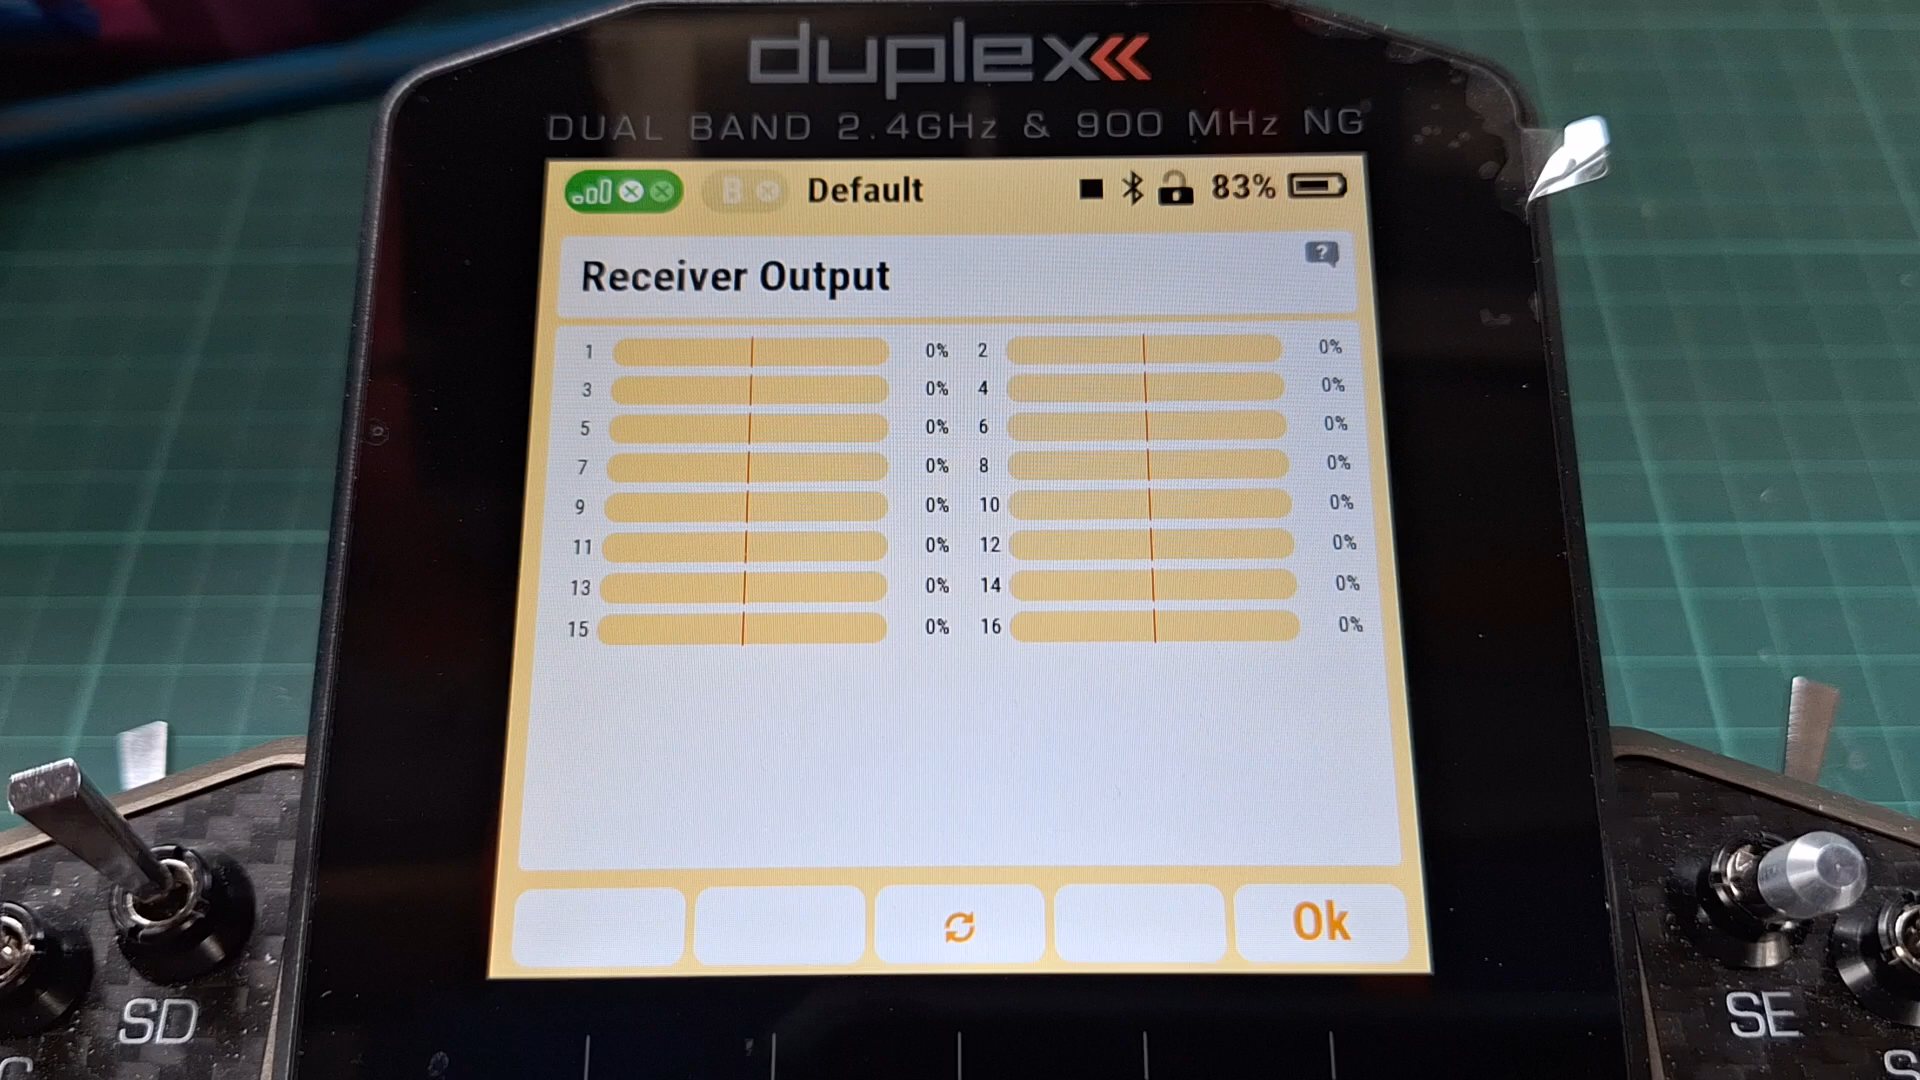 duplex
DUAL BAND 2.4GHz & 900 MHz NG
B Default 83%
Receiver Output ?
1 0% 2 0%
3 0% 4 0%
5 0% 6 0%
7 0% 8 0%
9 0% 10 0%
11 0% 12 0%
13 0% 14 0%
15 0% 16 0%
Ok
SD
SE
C
S